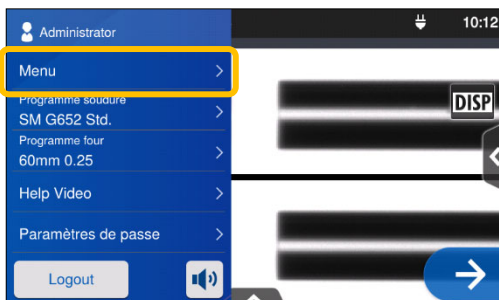 Administrator
10:12
Menu
Programme soudure
SM G652 Std.
DISP
Programme four
60mm 0.25
Help Video
Paramètres de passe
Logout